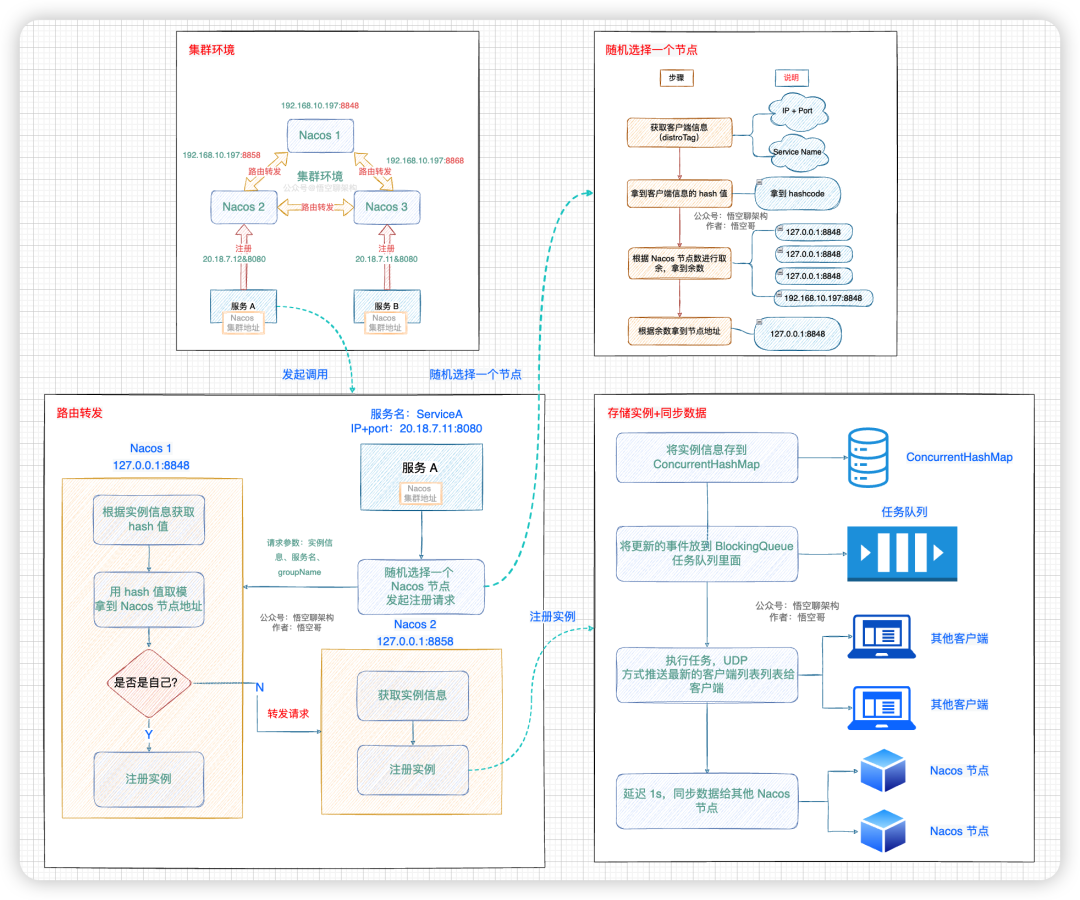 集群环境
192.168.10.197:8848
Nacos 1
192.168.10.197:8858
192.168.10.197:8868
路由转发
路由转发
集群环境
公众号@悟空聊架构
Nacos 2
路由转发
Nacos 3
注册
20.18.7.12&8080
注册
20.18.7.11&8080
服务 A
Nacos
集群地址
服务 B
Nacos
集群地址
发起调用
随机选择一个节点
随机选择一个节点
步骤
说明
获取客户端信息
(distroTag)
IP + Port
Service Name
拿到客户端信息的 hash 值
拿到 hashcode
公众号：悟空聊架构
作者：悟空哥
根据 Nacos 节点数进行取
余，拿到余数
127.0.0.1:8848
127.0.0.1:8848
127.0.0.1:8848
192.168.10.197:8848
根据余数拿到节点地址
127.0.0.1:8848
路由转发
Nacos 1
127.0.0.1:8848
根据实例信息获取
hash 值
用 hash 值取模
拿到 Nacos 节点地址
是否是自己？
N
Y
注册实例
转发请求
服务名：ServiceA
IP+port：20.18.7.11:8080
服务 A
Nacos
集群地址
请求参数：实例信
息、服务名、
groupName
随机选择一个
Nacos 节点
发起注册请求
公众号：悟空聊架构
作者：悟空哥
Nacos 2
127.0.0.1:8858
获取实例信息
注册实例
注册实例
存储实例+同步数据
将实例信息存到
ConcurrentHashMap
ConcurrentHashMap
任务队列
将更新的事件放到 BlockingQueue
任务队列里面
公众号：悟空聊架构
作者：悟空哥
执行任务，UDP
方式推送最新的客户端列表列表给
客户端
其他客户端
其他客户端
延迟 1s，同步数据给其他 Nacos
节点
Nacos 节点
Nacos 节点